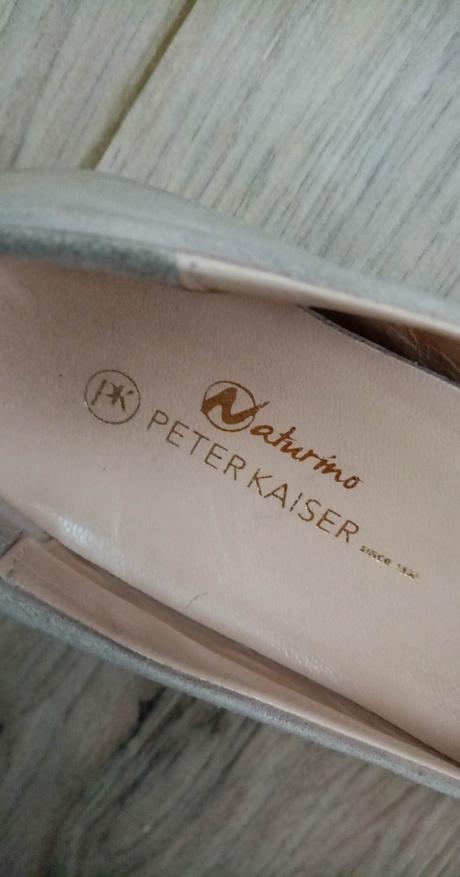 PK
Naturino
PETER KAISER
SINCE